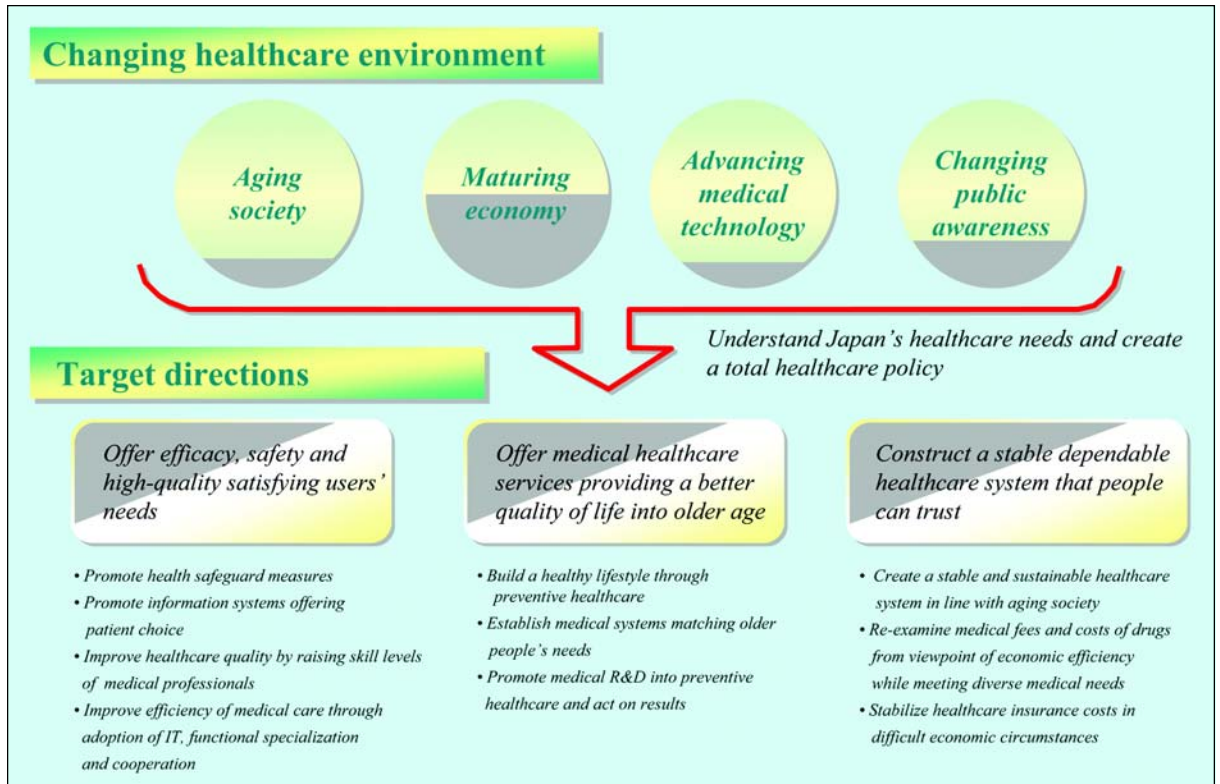 Changing healthcare environment
Aging
society
Maturing
economy
Advancing
medical
technology
Changing
public
awareness
Understand Japan's healthcare needs and create
a total healthcare policy
Target directions
Offer efficacy, safety and
high-quality satisfying users'
needs
• Promote health safeguard measures
• Promote information systems offering
patient choice
• Improve healthcare quality by raising skill levels
of medical professionals
• Improve efficiency of medical care through
adoption of IT, functional specialization
and cooperation
Offer medical healthcare
services providing a better
quality of life into older age
• Build a healthy lifestyle through
preventive healthcare
• Establish medical systems matching older
people's needs
• Promote medical R&D into preventive
healthcare and act on results
Construct a stable dependable
healthcare system that people
can trust
• Create a stable and sustainable healthcare
system in line with aging society
• Re-examine medical fees and costs of drugs
from viewpoint of economic efficiency
while meeting diverse medical needs
• Stabilize healthcare insurance costs in
difficult economic circumstances